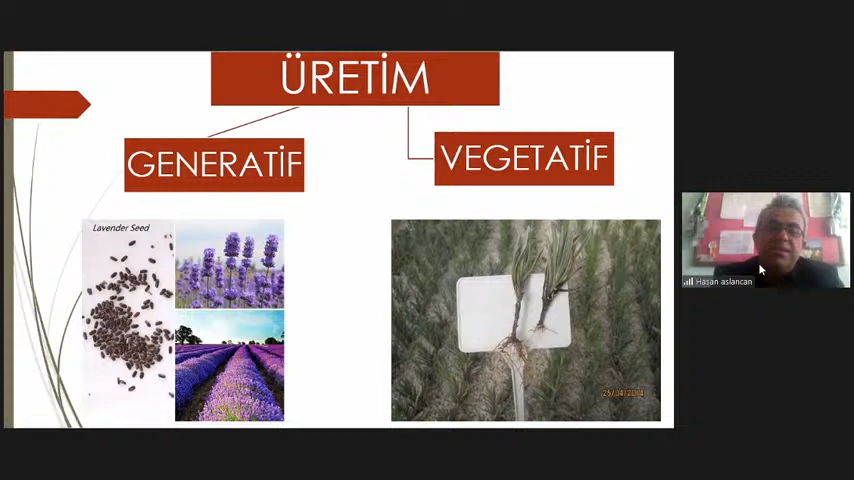 ÜRETİM
GENERATİF
VEGETATİF
Lavender Seed
25/04/2014
Hasan aslancan